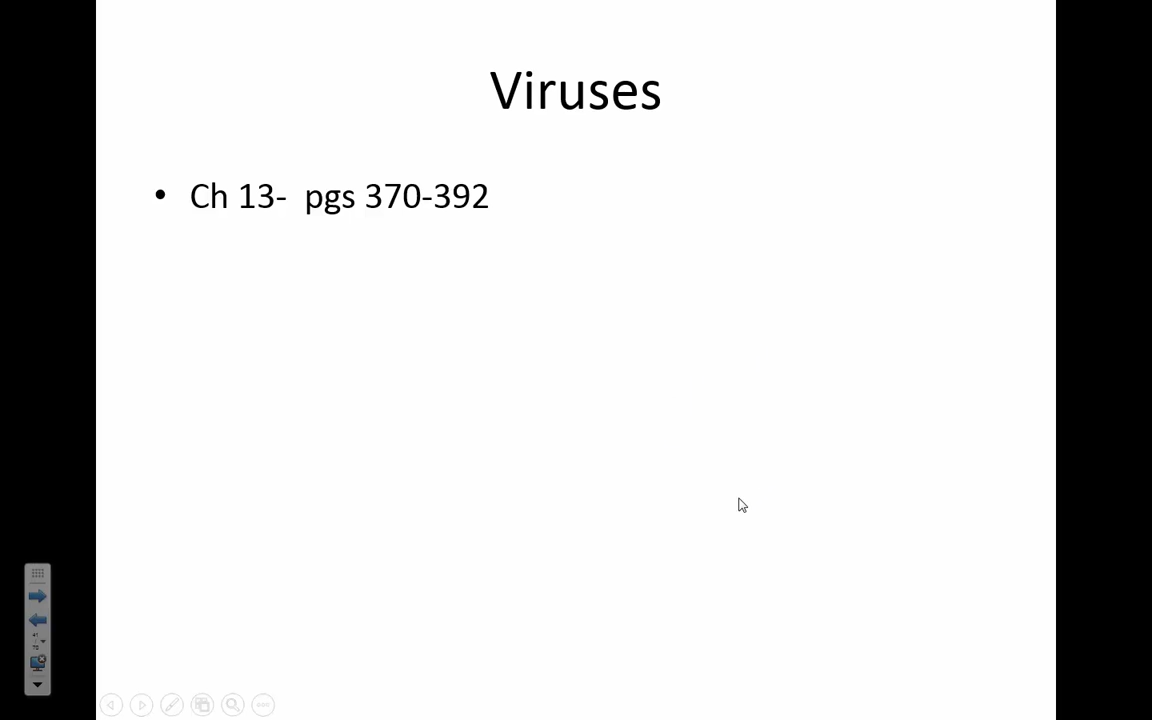 Viruses
• Ch 13- pgs 370-392